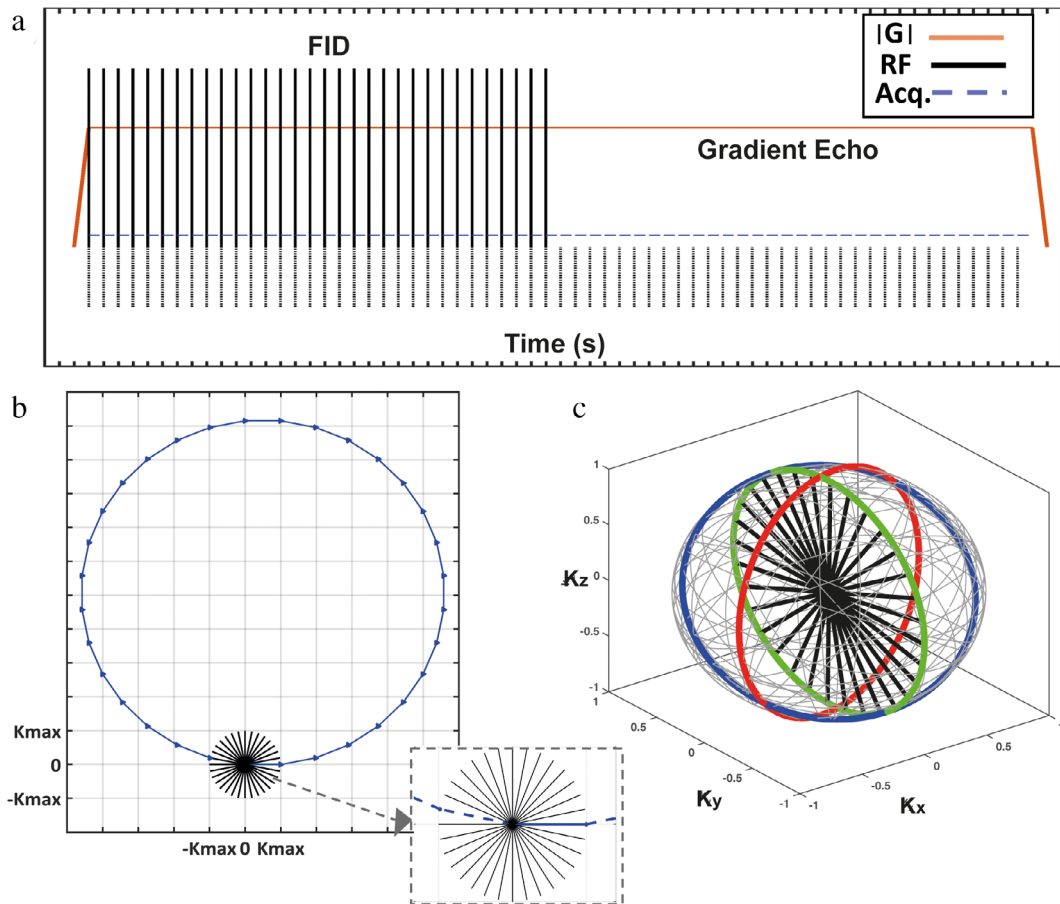 a
FID
|G|
RF
Acq.
Gradient Echo
Time (s)
b
Kmax
0
-Kmax
-Kmax 0 Kmax
c
1
0.5
0
-0.5
-1
Kz
1
0.5
0
-0.5
-1
Ky
-1
-0.5
0
0.5
1
Kx